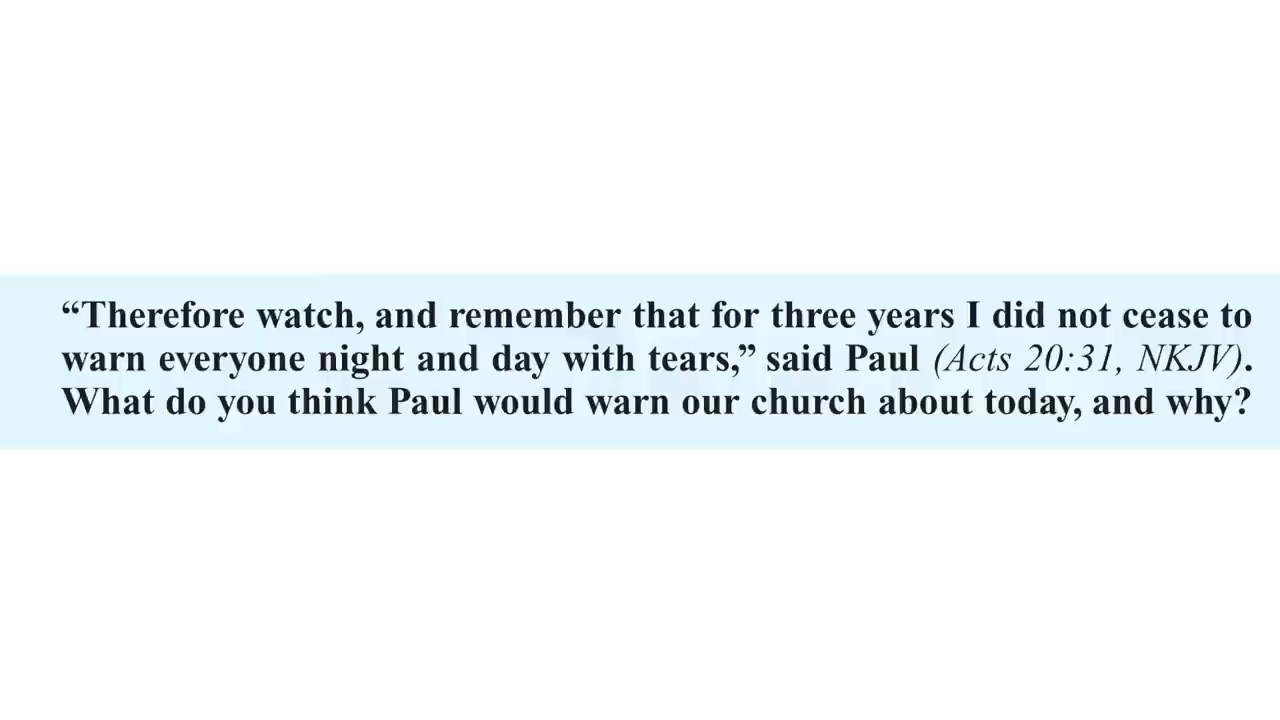 “Therefore watch, and remember that for three years I did not cease to
warn everyone night and day with tears,” said Paul (Acts 20:31, NKJV).
What do you think Paul would warn our church about today, and why?